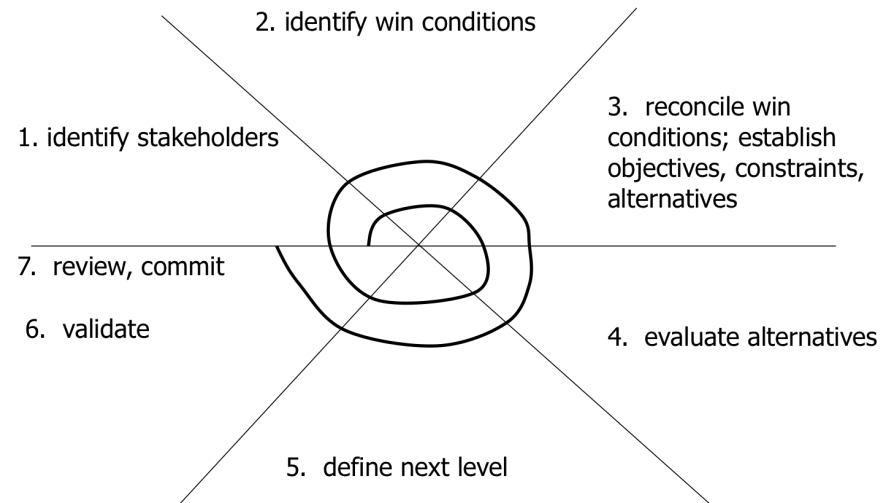 2. identify win conditions
1. identify stakeholders
3. reconcile win
conditions; establish
objectives, constraints,
alternatives
7. review, commit
6. validate
4. evaluate alternatives
5. define next level